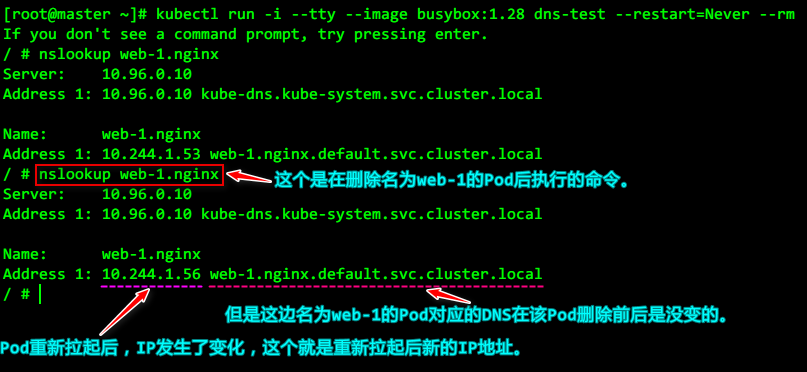 [root@master ~]# kubectl run -i --tty --image busybox:1.28 dns-test --restart=Never --rm
If you don't see a command prompt, try pressing enter.
/ # nslookup web-1.nginx
Server:    10.96.0.10
Address 1: 10.96.0.10 kube-dns.kube-system.svc.cluster.local

Name:      web-1.nginx
Address 1: 10.244.1.53 web-1.nginx.default.svc.cluster.local
/ # nslookup web-1.nginx 这个是在删除名为web-1的Pod后执行的命令。
Server:    10.96.0.10
Address 1: 10.96.0.10 kube-dns.kube-system.svc.cluster.local

Name:      web-1.nginx
Address 1: 10.244.1.56 web-1.nginx.default.svc.cluster.local
/ #
但是这边名为web-1的Pod对应的DNS在该Pod删除前后是没变的。
Pod重新拉起后，IP发生了变化，这个就是重新拉起后新的IP地址。